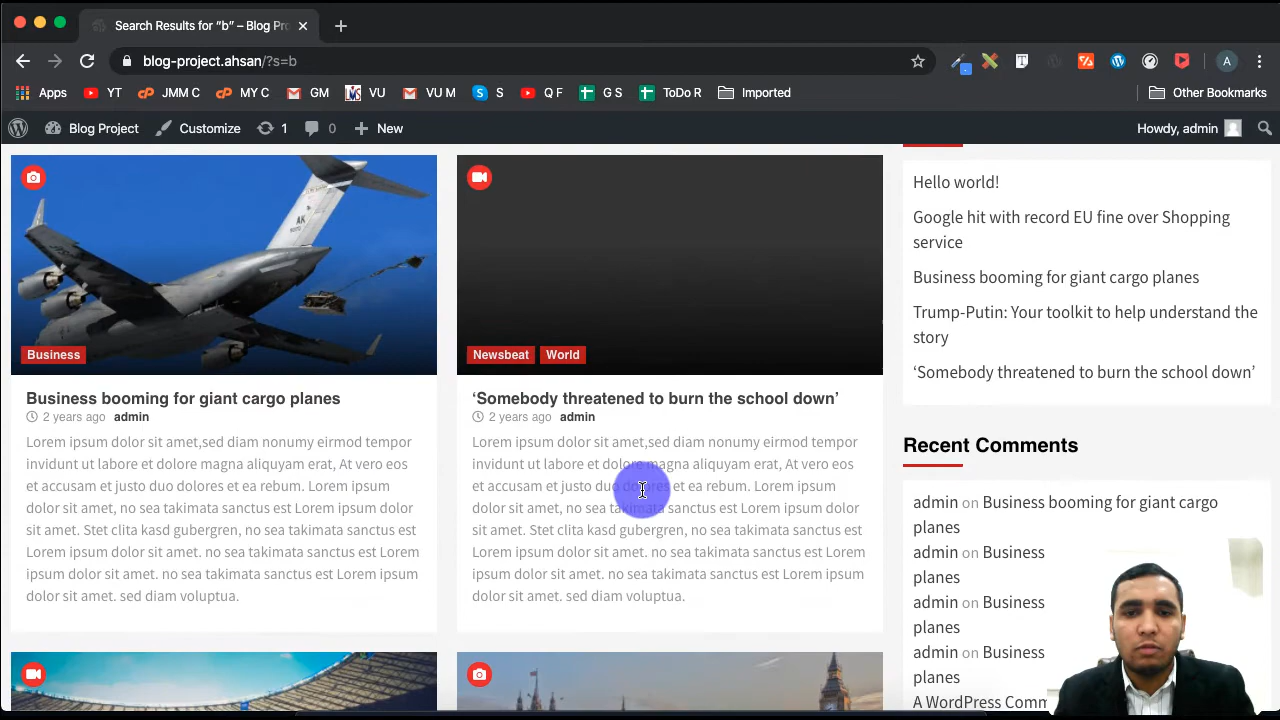 Search Results for “b” – Blog Pro
blog-project.ahsan/?s=b
A
Apps YT JMM C MY C GM VU VU M S Q F G S ToDo R Imported Other Bookmarks
Blog Project Customize 1 0 New Howdy, admin
AK
Business
Business booming for giant cargo planes
2 years ago admin
Lorem ipsum dolor sit amet,sed diam nonumy eirmod tempor
invidunt ut labore et dolore magna aliquyam erat, At vero eos
et accusam et justo duo dolores et ea rebum. Lorem ipsum
dolor sit amet, no sea takimata sanctus est Lorem ipsum dolor
sit amet. Stet clita kasd gubergren, no sea takimata sanctus
est Lorem ipsum dolor sit amet. no sea takimata sanctus est Lorem
ipsum dolor sit amet. no sea takimata sanctus est Lorem ipsum
dolor sit amet. sed diam voluptua.
Newsbeat World
‘Somebody threatened to burn the school down’
2 years ago admin
Lorem ipsum dolor sit amet,sed diam nonumy eirmod tempor
invidunt ut labore et dolore magna aliquyam erat, At vero eos
et accusam et justo duo dolores et ea rebum. Lorem ipsum
dolor sit amet, no sea takimata sanctus est Lorem ipsum dolor
sit amet. Stet clita kasd gubergren, no sea takimata sanctus
est Lorem ipsum dolor sit amet. no sea takimata sanctus est Lorem
ipsum dolor sit amet. no sea takimata sanctus est Lorem ipsum
dolor sit amet. sed diam voluptua.
Hello world!
Google hit with record EU fine over Shopping
service
Business booming for giant cargo planes
Trump-Putin: Your toolkit to help understand the
story
‘Somebody threatened to burn the school down’
Recent Comments
admin on Business booming for giant cargo
planes
admin on Business
planes
admin on Business
planes
admin on Business
planes
A WordPress Comm